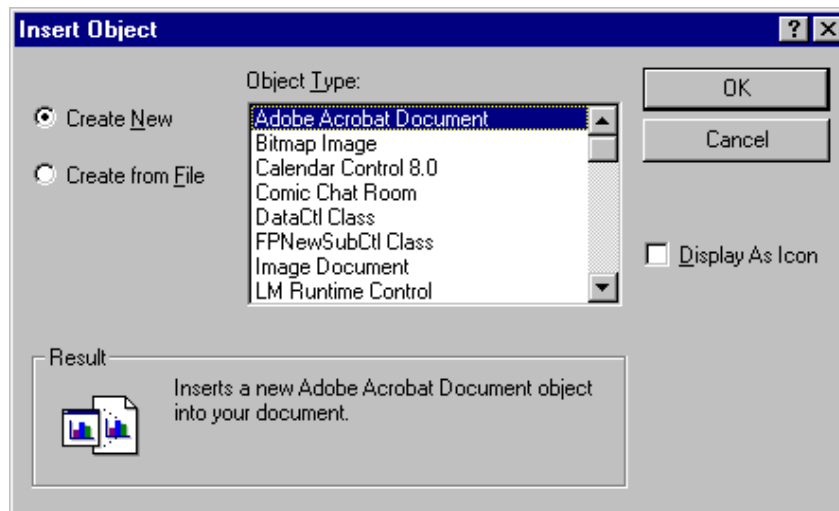 Insert Object
Object Type:
Create New
Create from File
Adobe Acrobat Document
Bitmap Image
Calendar Control 8.0
Comic Chat Room
DataCtl Class
FPNewSubCtl Class
Image Document
LM Runtime Control
OK
Cancel
Display As Icon
Result
Inserts a new Adobe Acrobat Document object
into your document.